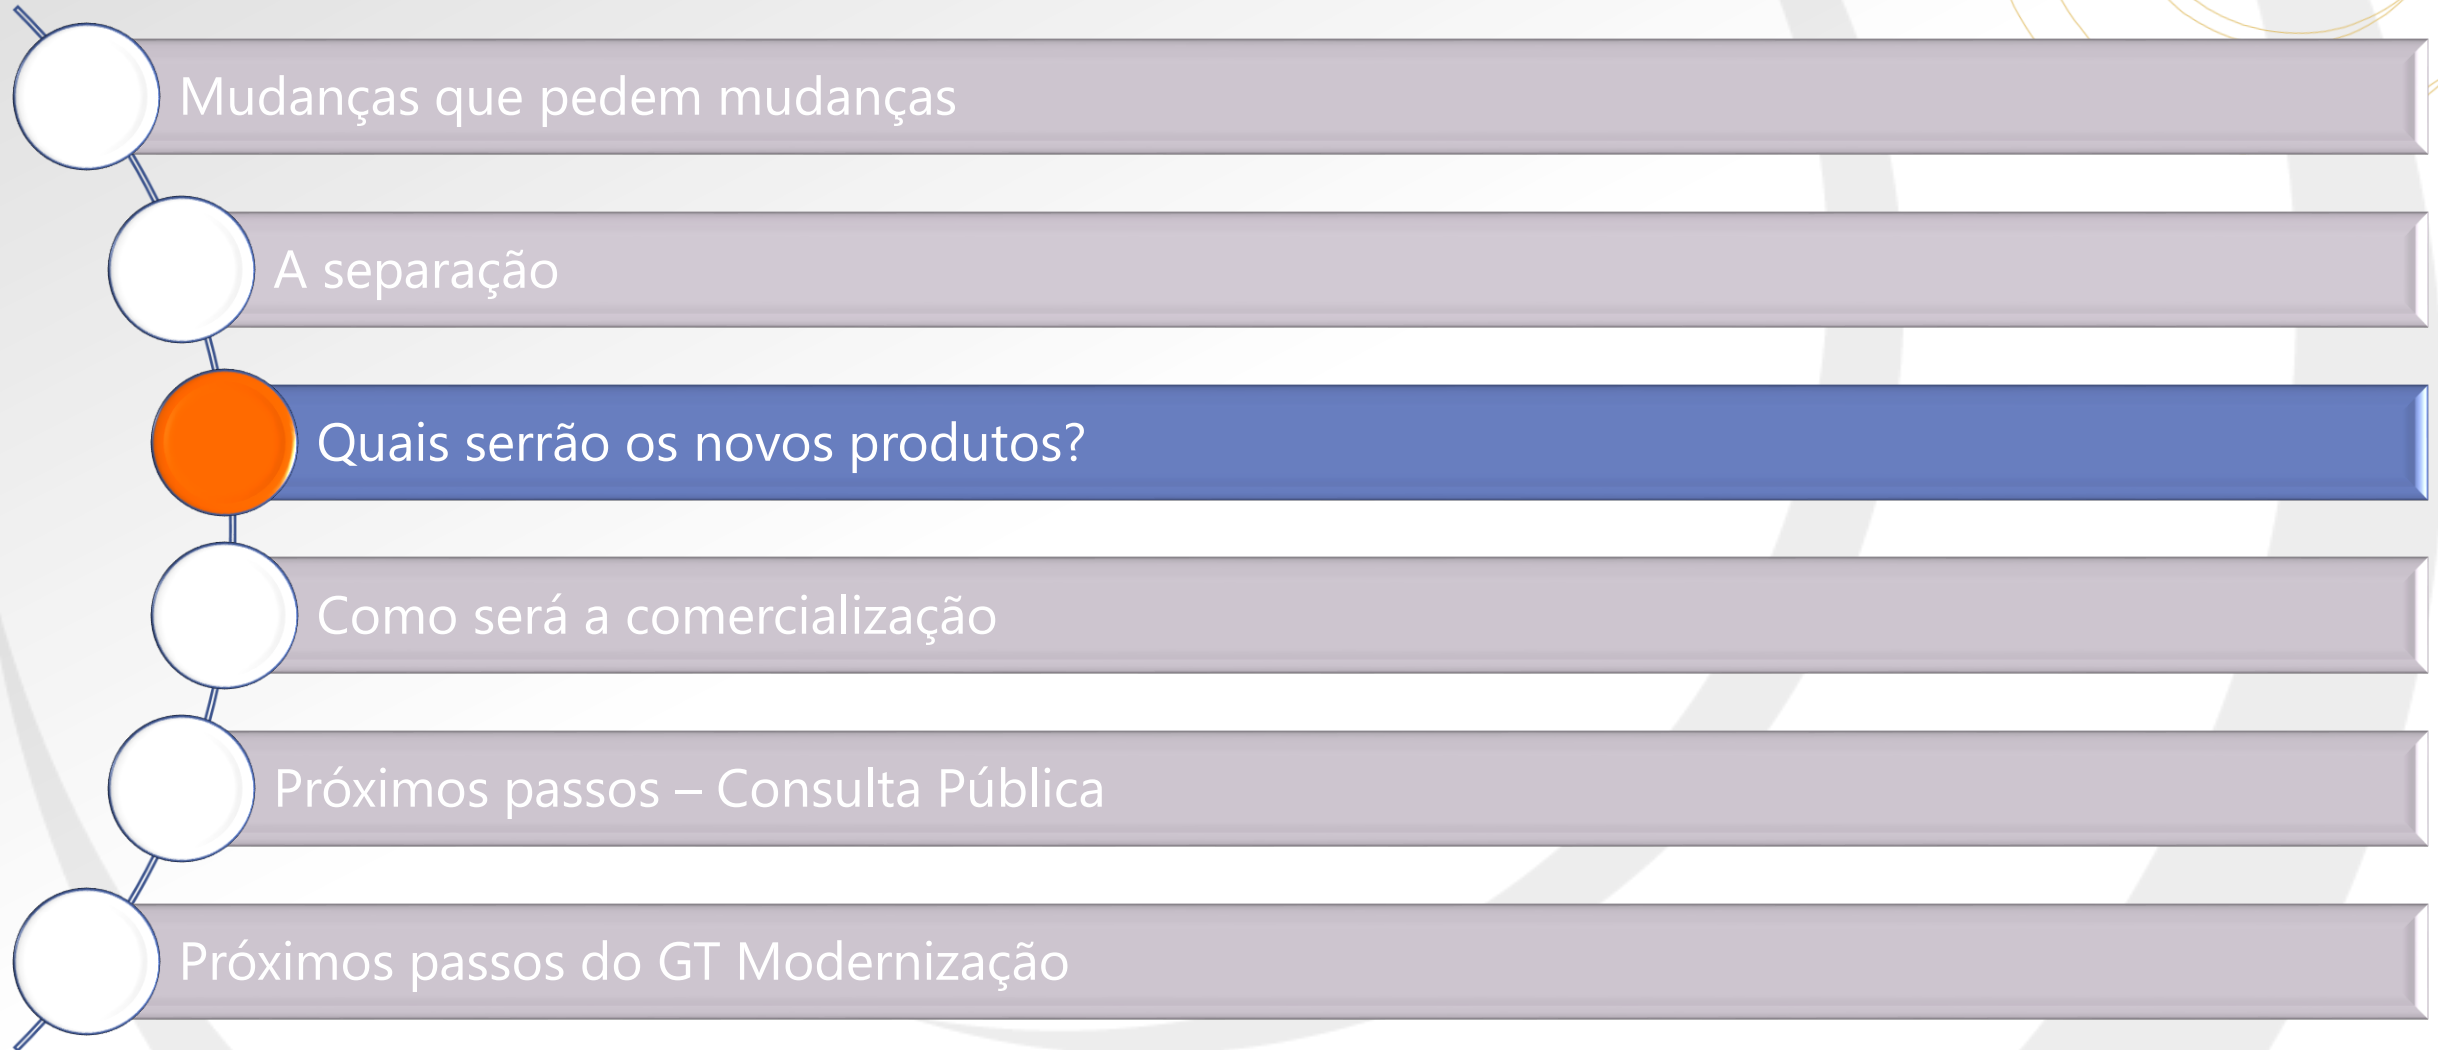 Mudanças que pedem mudanças
A separação
Quais serrão os novos produtos?
Como será a comercialização
Próximos passos – Consulta Pública
Próximos passos do GT Modernização